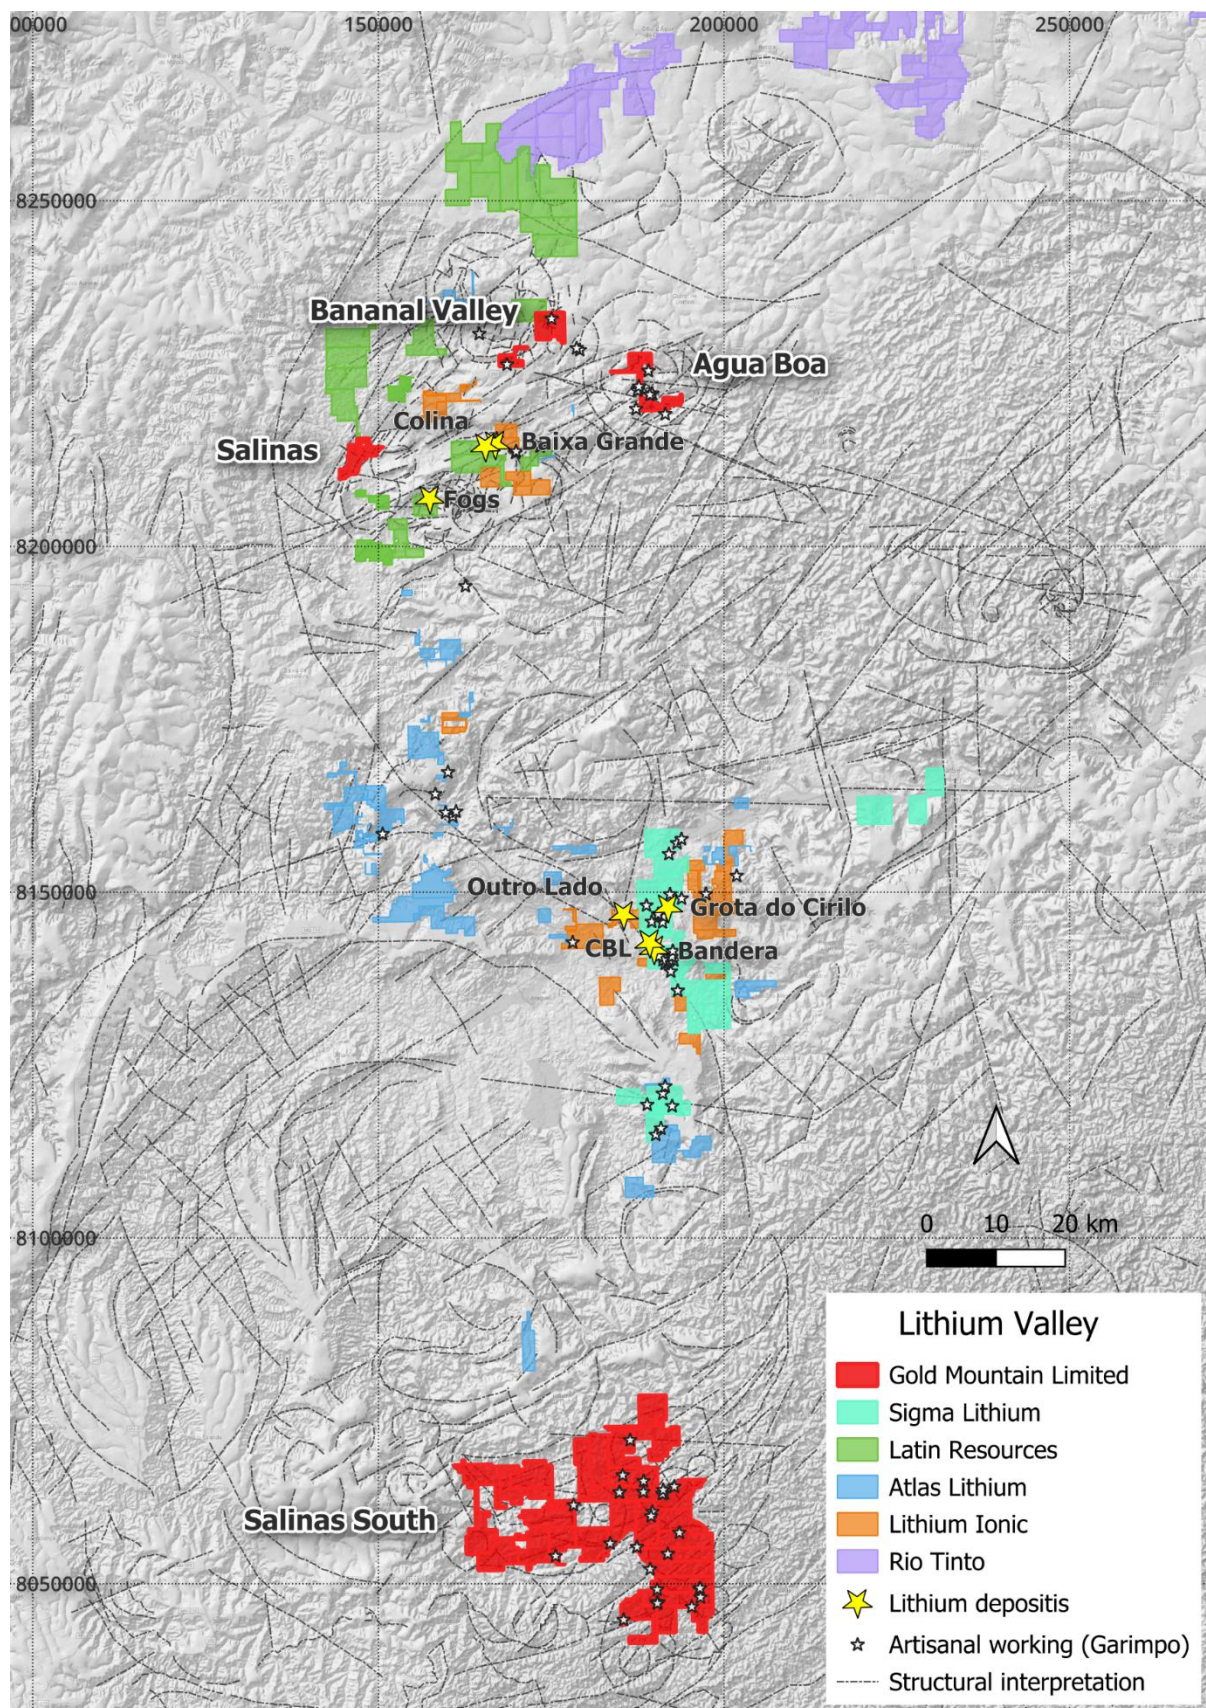 00000
150000
200000
250000
8250000
Bananal Valley
Agua Boa
Colina
Baixa Grande
Salinas
Fogs
8200000
8150000
Outro Lado
Grota do Cirilo
CBL
Bandera
0 10 20 km
8100000
Lithium Valley
Gold Mountain Limited
Sigma Lithium
Latin Resources
Atlas Lithium
Lithium Ionic
Rio Tinto
Lithium depositis
Artisanal working (Garimpo)
Structural interpretation
Salinas South
8050000